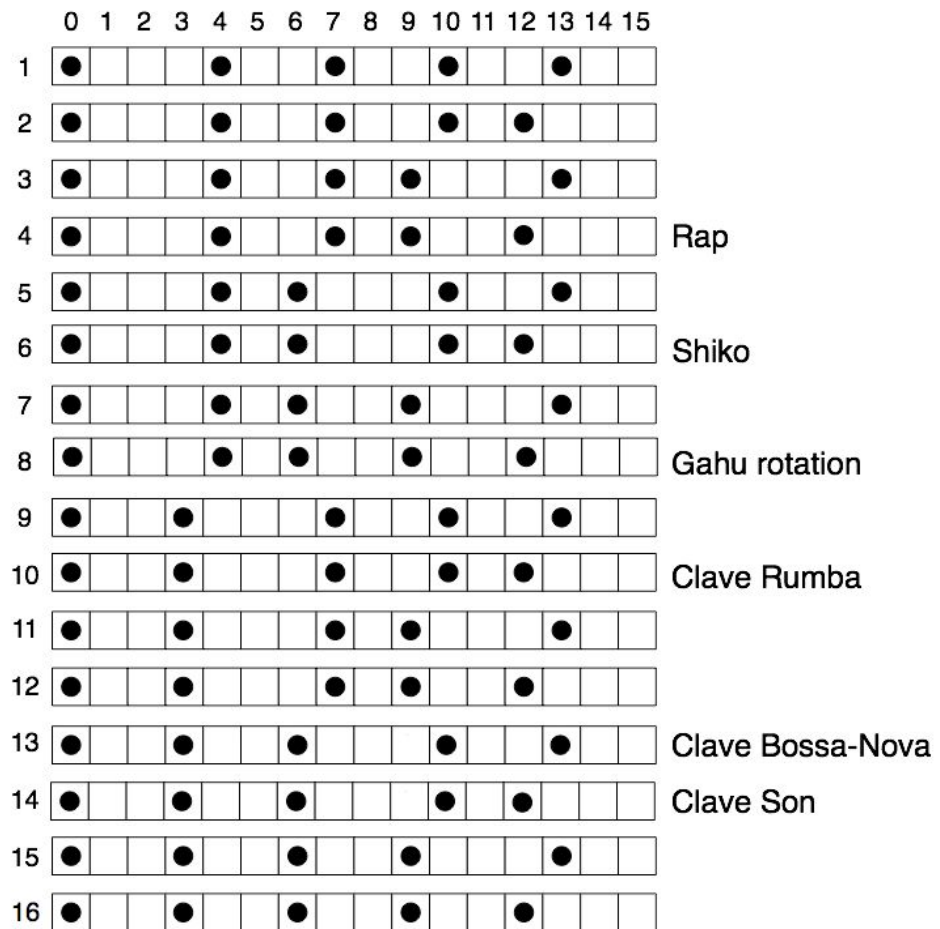 0 1 2 3 4 5 6 7 8 9 10 11 12 13 14 15
1
2
3
4 Rap
5
6 Shiko
7
8 Gahu rotation
9
10 Clave Rumba
11
12
13 Clave Bossa-Nova
14 Clave Son
15
16